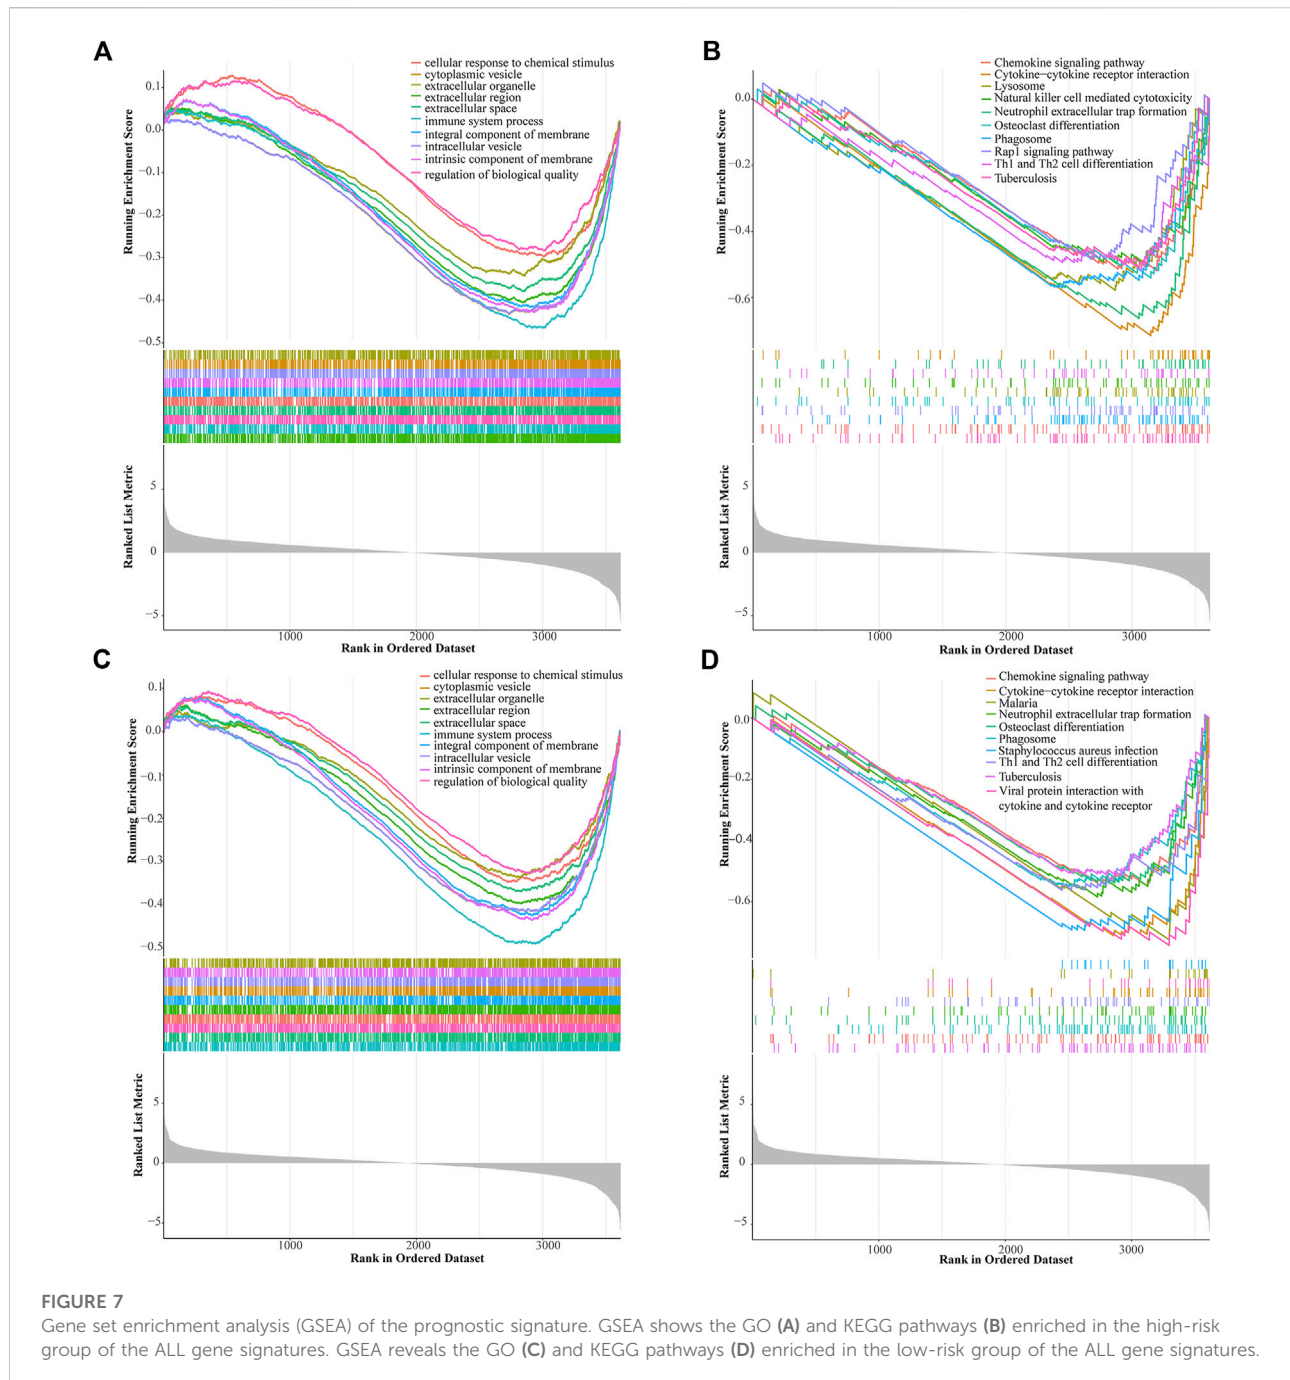 A
Running Enrichment Score
0.1
0.0
−0.1
−0.2
−0.3
−0.4
−0.5
cellular response to chemical stimulus
cytoplasmic vesicle
extracellular organelle
extracellular region
extracellular space
immune system process
integral component of membrane
intracellular vesicle
intrinsic component of membrane
regulation of biological quality
Ranked List Metric
5
0
−5
1000
2000
3000
Rank in Ordered Dataset
B
Running Enrichment Score
0.0
−0.2
−0.4
−0.6
Chemokine signaling pathway
Cytokine−cytokine receptor interaction
Lysosome
Natural killer cell mediated cytotoxicity
Neutrophil extracellular trap formation
Osteoclast differentiation
Phagosome
Rap1 signaling pathway
Th1 and Th2 cell differentiation
Tuberculosis
Ranked List Metric
5
0
−5
1000
2000
3000
Rank in Ordered Dataset
C
Running Enrichment Score
0.1
0.0
−0.1
−0.2
−0.3
−0.4
−0.5
cellular response to chemical stimulus
cytoplasmic vesicle
extracellular organelle
extracellular region
extracellular space
immune system process
integral component of membrane
intracellular vesicle
intrinsic component of membrane
regulation of biological quality
Ranked List Metric
5
0
−5
1000
2000
3000
Rank in Ordered Dataset
D
Running Enrichment Score
0.0
−0.2
−0.4
−0.6
Chemokine signaling pathway
Cytokine−cytokine receptor interaction
Malaria
Neutrophil extracellular trap formation
Osteoclast differentiation
Phagosome
Staphylococcus aureus infection
Th1 and Th2 cell differentiation
Tuberculosis
Viral protein interaction with
cytokine and cytokine receptor
Ranked List Metric
5
0
−5
1000
2000
3000
Rank in Ordered Dataset
FIGURE 7
Gene set enrichment analysis (GSEA) of the prognostic signature. GSEA shows the GO (A) and KEGG pathways (B) enriched in the high-risk
group of the ALL gene signatures. GSEA reveals the GO (C) and KEGG pathways (D) enriched in the low-risk group of the ALL gene signatures.